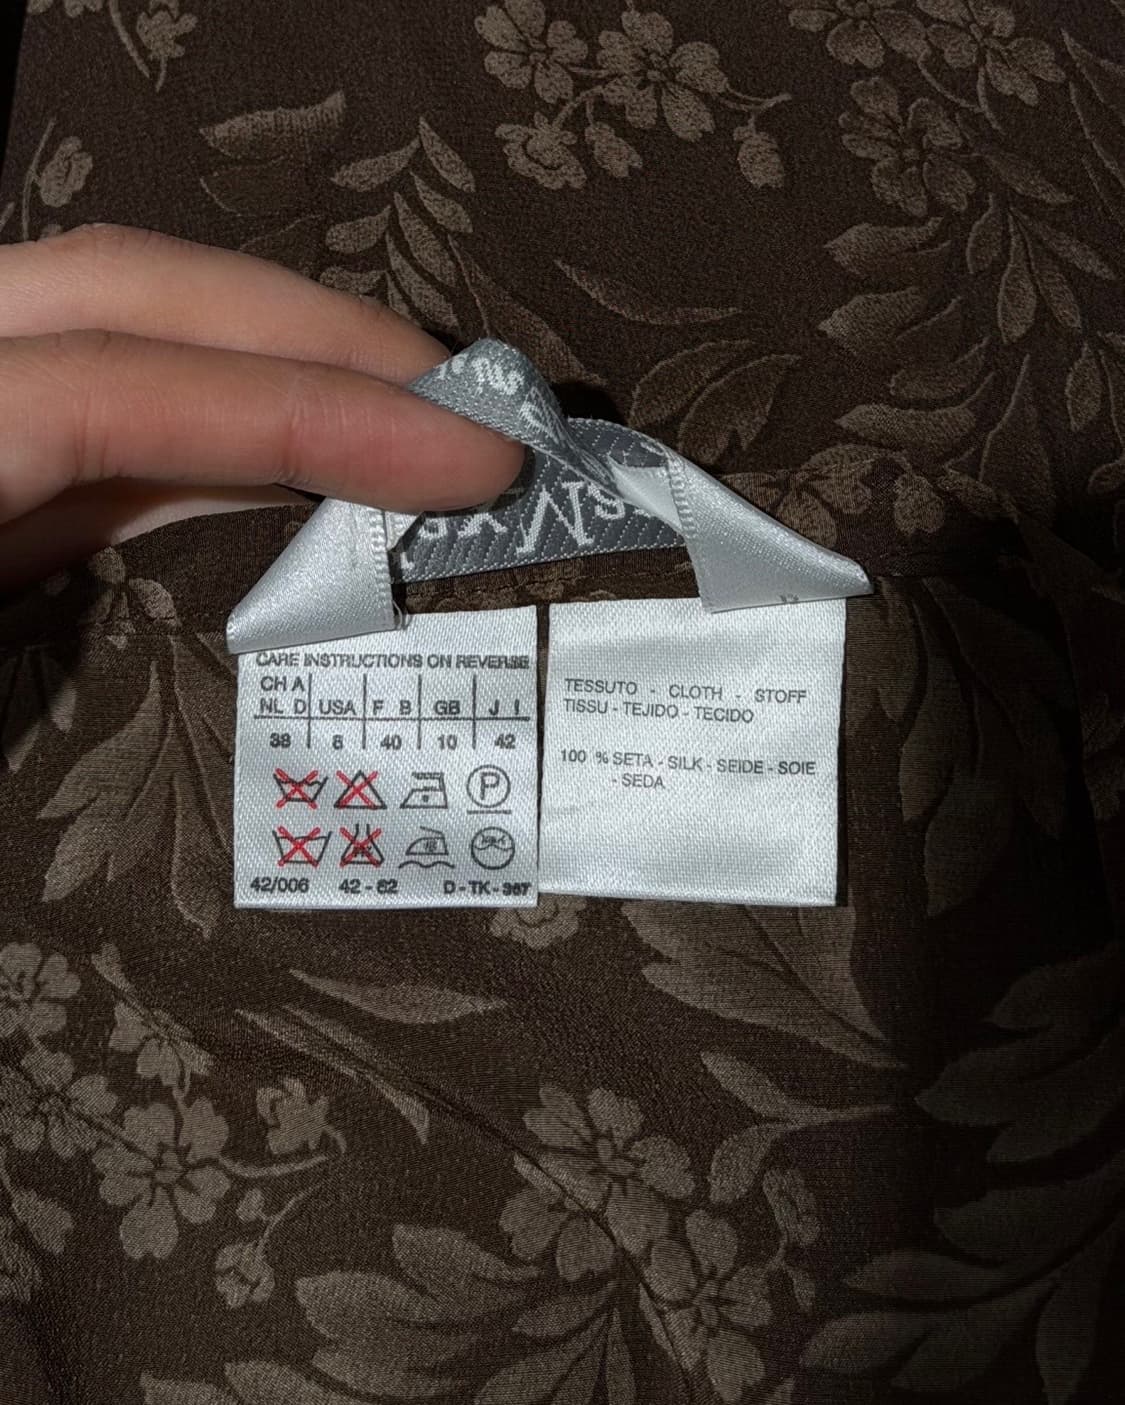 CARE INSTRUCTIONS ON REVERSE
CH A
NL D USA F B GB J I
38 8 40 10 42
P
42/006 42 - 62 D - TK - 367
TESSUTO - CLOTH - STOFF
TISSU - TEJIDO - TECIDO
100 % SETA - SILK - SEIDE - SOIE
- SEDA